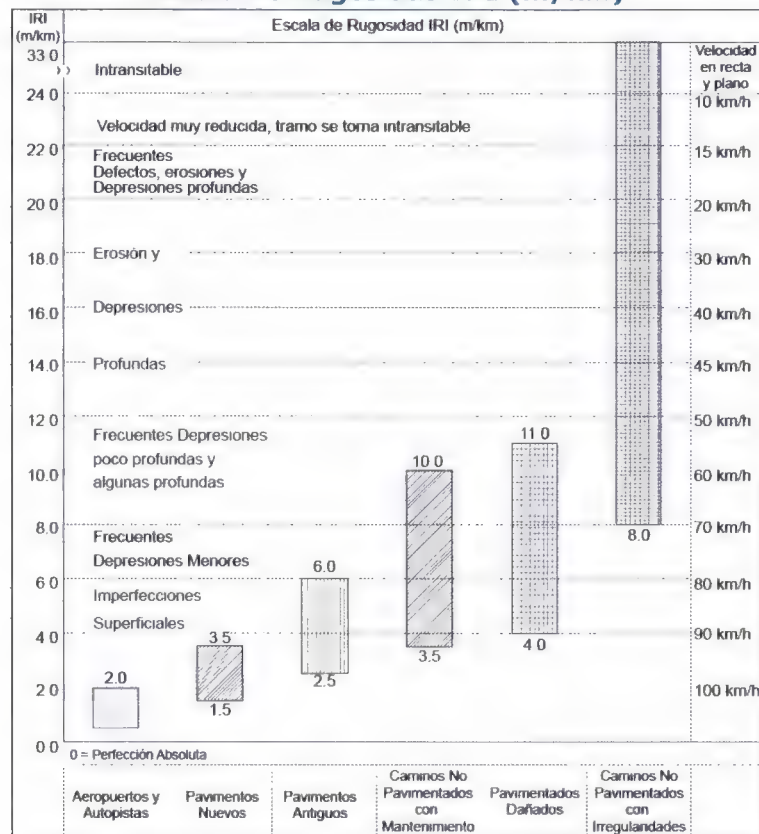 IRI
(m/km)
Escala de Rugosidad IRI (m/km)
Velocidad
en recta
y plano
33 0
Intransitable
24 0
10 km/h
Velocidad muy reducida, tramo se torna intransitable
22 0
15 km/h
Frecuentes
Defectos, erosiones y
Depresiones profundas
20 0
20 km/h
18.0
Erosión y
30 km/h
16.0
Depresiones
40 km/h
14.0
Profundas
45 km/h
12 0
50 km/h
Frecuentes Depresiones
poco profundas y
algunas profundas
10 0
11 0
10.0
60 km/h
8.0
70 km/h
8.0
Frecuentes
Depresiones Menores
6.0
6 0
80 km/h
Imperfecciones
Superficiales
3 5
4 0
90 km/h
3.5
4 0
2.0
2.5
1.5
2 0
100 km/h
0 0
0 = Perfección Absoluta
Aeropuertos y
Autopistas
Pavimentos
Nuevos
Pavimentos
Antiguos
Caminos No
Pavimentados
con
Mantenimiento
Pavimentados
Dañados
Caminos No
Pavimentados
con
Irregularidades